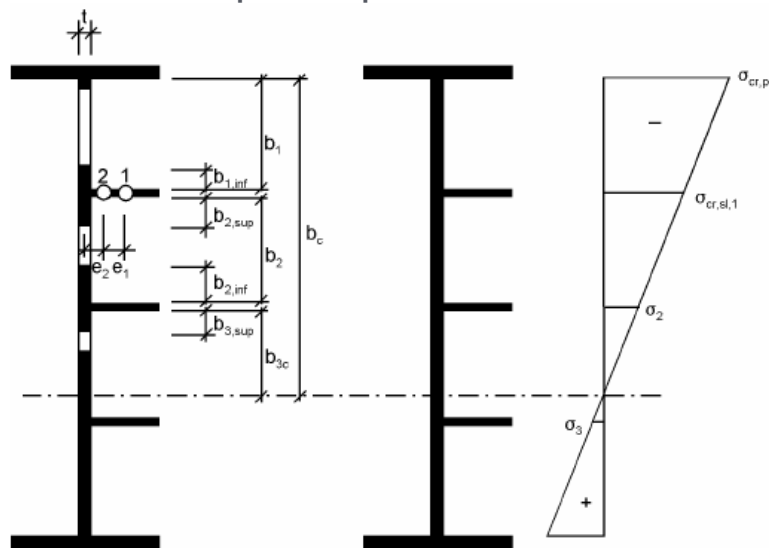 t
σcr,p
b1
−
2 1
b1,inf
σcr,sl,1
b2,sup
bc
e2 e1
b2
b2,inf
σ2
b3,sup
b3c
σ3
+